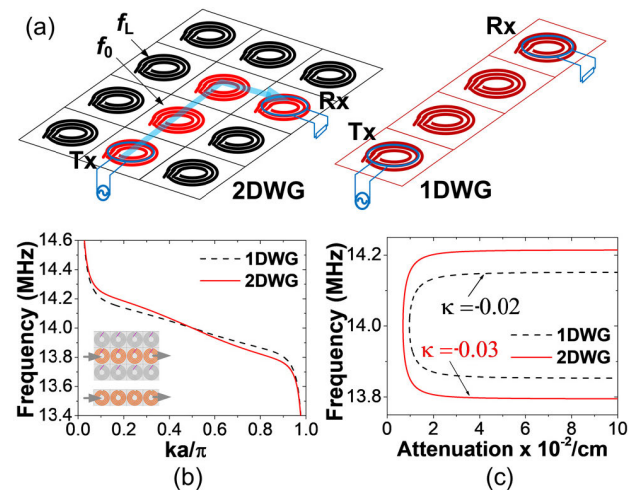 (a)
f_L
f_0
Rx
Tx
2DWG
Rx
Tx
1DWG
Frequency (MHz)
14.6
14.4
14.2
14.0
13.8
13.6
13.4
1DWG
2DWG
0.0 0.2 0.4 0.6 0.8 1.0
ka/π
(b)
Frequency (MHz)
14.2
14.0
13.8
κ =-0.02
1DWG
κ =-0.03
2DWG
0 2 4 6 8 10
Attenuation x 10⁻²/cm
(c)